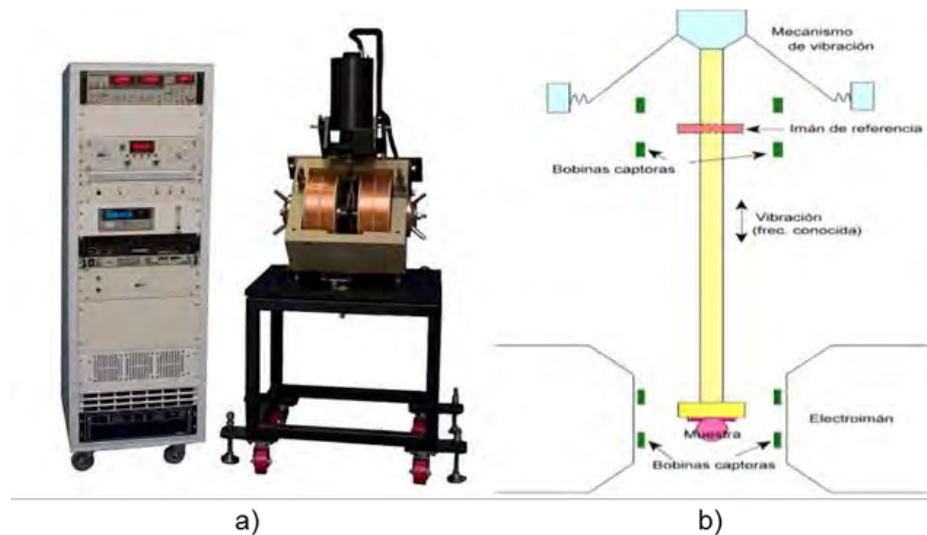 Mecanismo
de vibración
Imán de referencia
Bobinas captoras
Vibración
(frec. conocida)
Electroimán
Muestra
Bobinas captoras
a)
b)